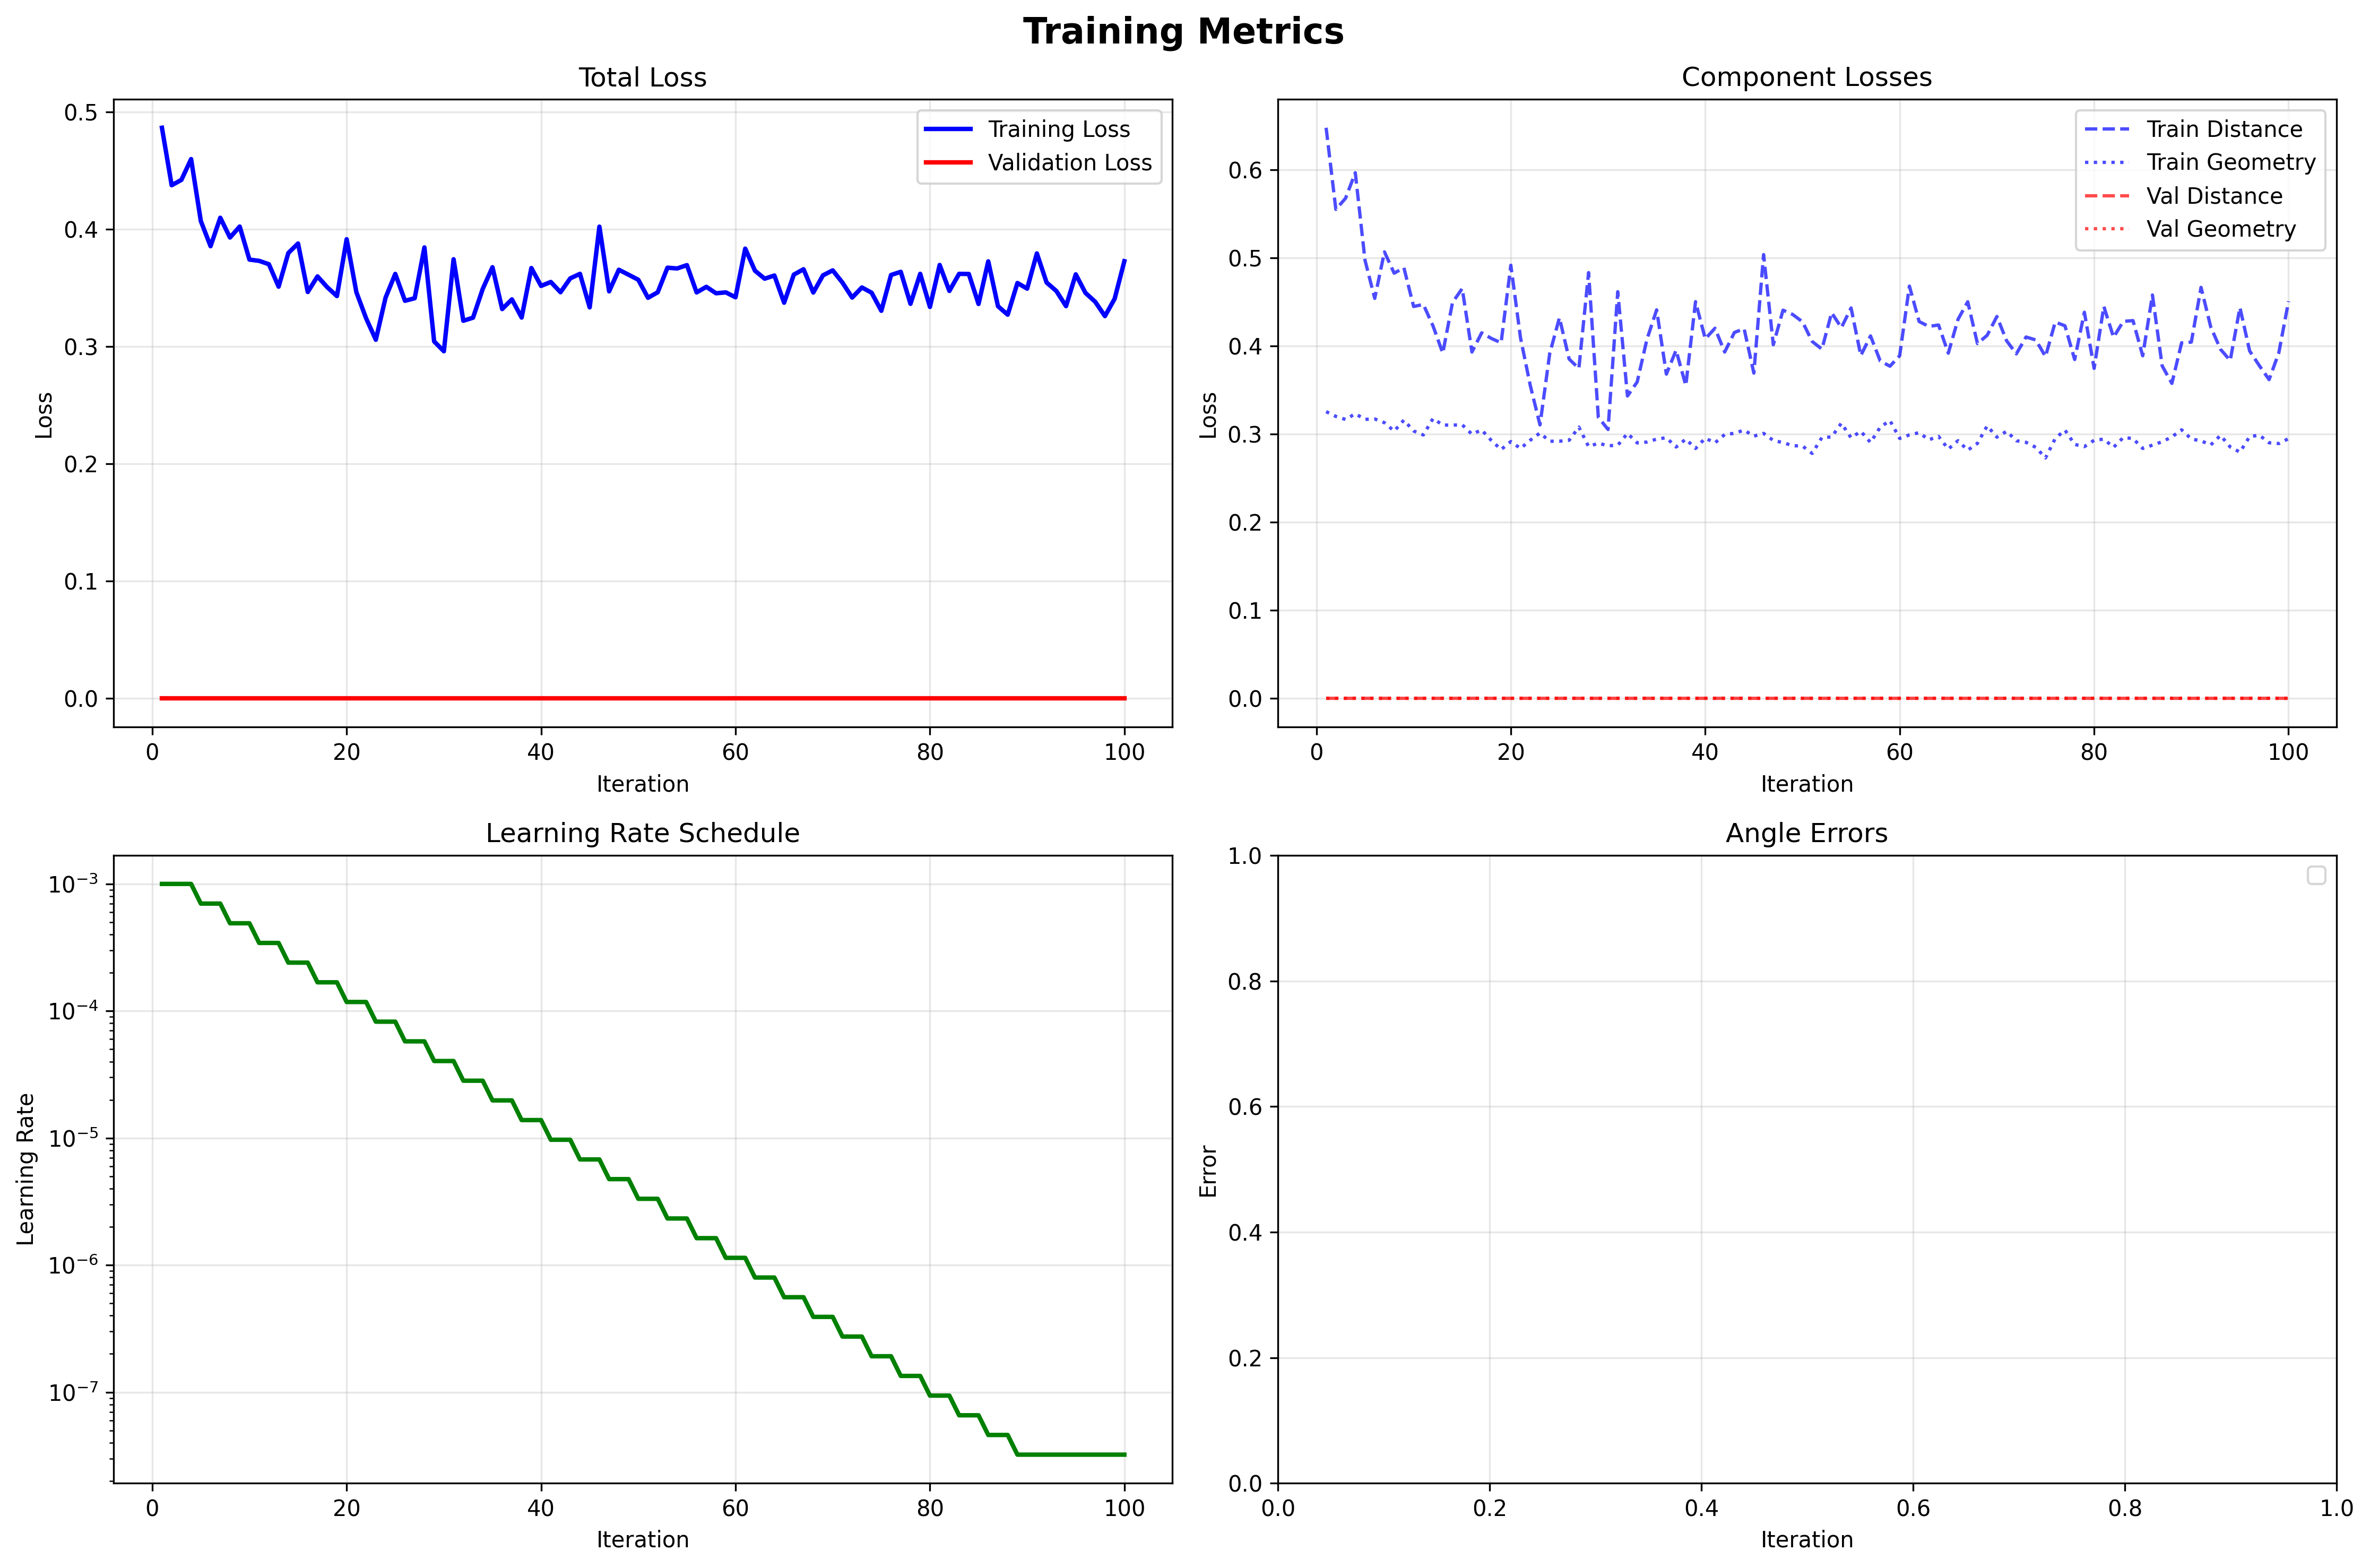 Training Metrics
Total Loss
0.5
0.4
0.3
0.2
0.1
0.0
Loss
Training Loss
Validation Loss
0 20 40 60 80 100
Iteration
Component Losses
0.6
0.5
0.4
0.3
0.2
0.1
0.0
Loss
Train Distance
Train Geometry
Val Distance
Val Geometry
0 20 40 60 80 100
Iteration
Learning Rate Schedule
10⁻³
10⁻⁴
10⁻⁵
10⁻⁶
10⁻⁷
Learning Rate
0 20 40 60 80 100
Iteration
Angle Errors
1.0
0.8
0.6
0.4
0.2
0.0
Error
0.0 0.2 0.4 0.6 0.8 1.0
Iteration